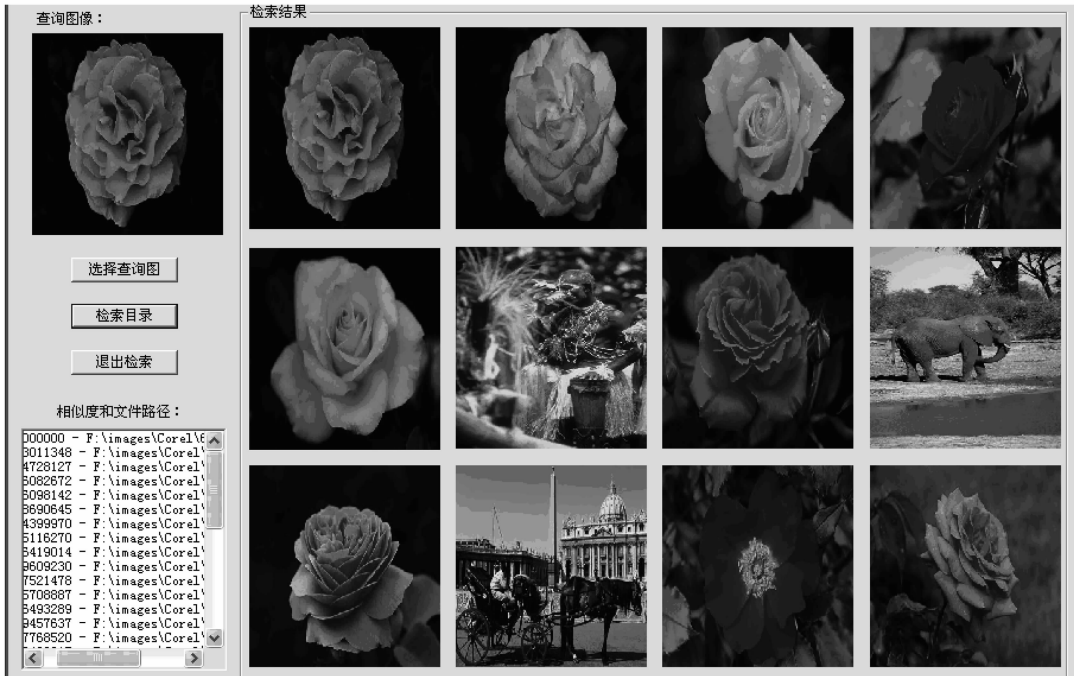 查询图像：
检索结果
选择查询图
检索目录
退出检索
相似度和文件路径：
000000 - F:\images\Corel\6
3011348 - F:\images\Corel\
4728127 - F:\images\Corel\
5082672 - F:\images\Corel\
5098142 - F:\images\Corel\
3690645 - F:\images\Corel\
4399970 - F:\images\Corel\
5116270 - F:\images\Corel\
5419014 - F:\images\Corel\
9609230 - F:\images\Corel\
7521478 - F:\images\Corel\
5708887 - F:\images\Corel\
5493289 - F:\images\Corel\
9457637 - F:\images\Corel\
7768520 - F:\images\Corel\